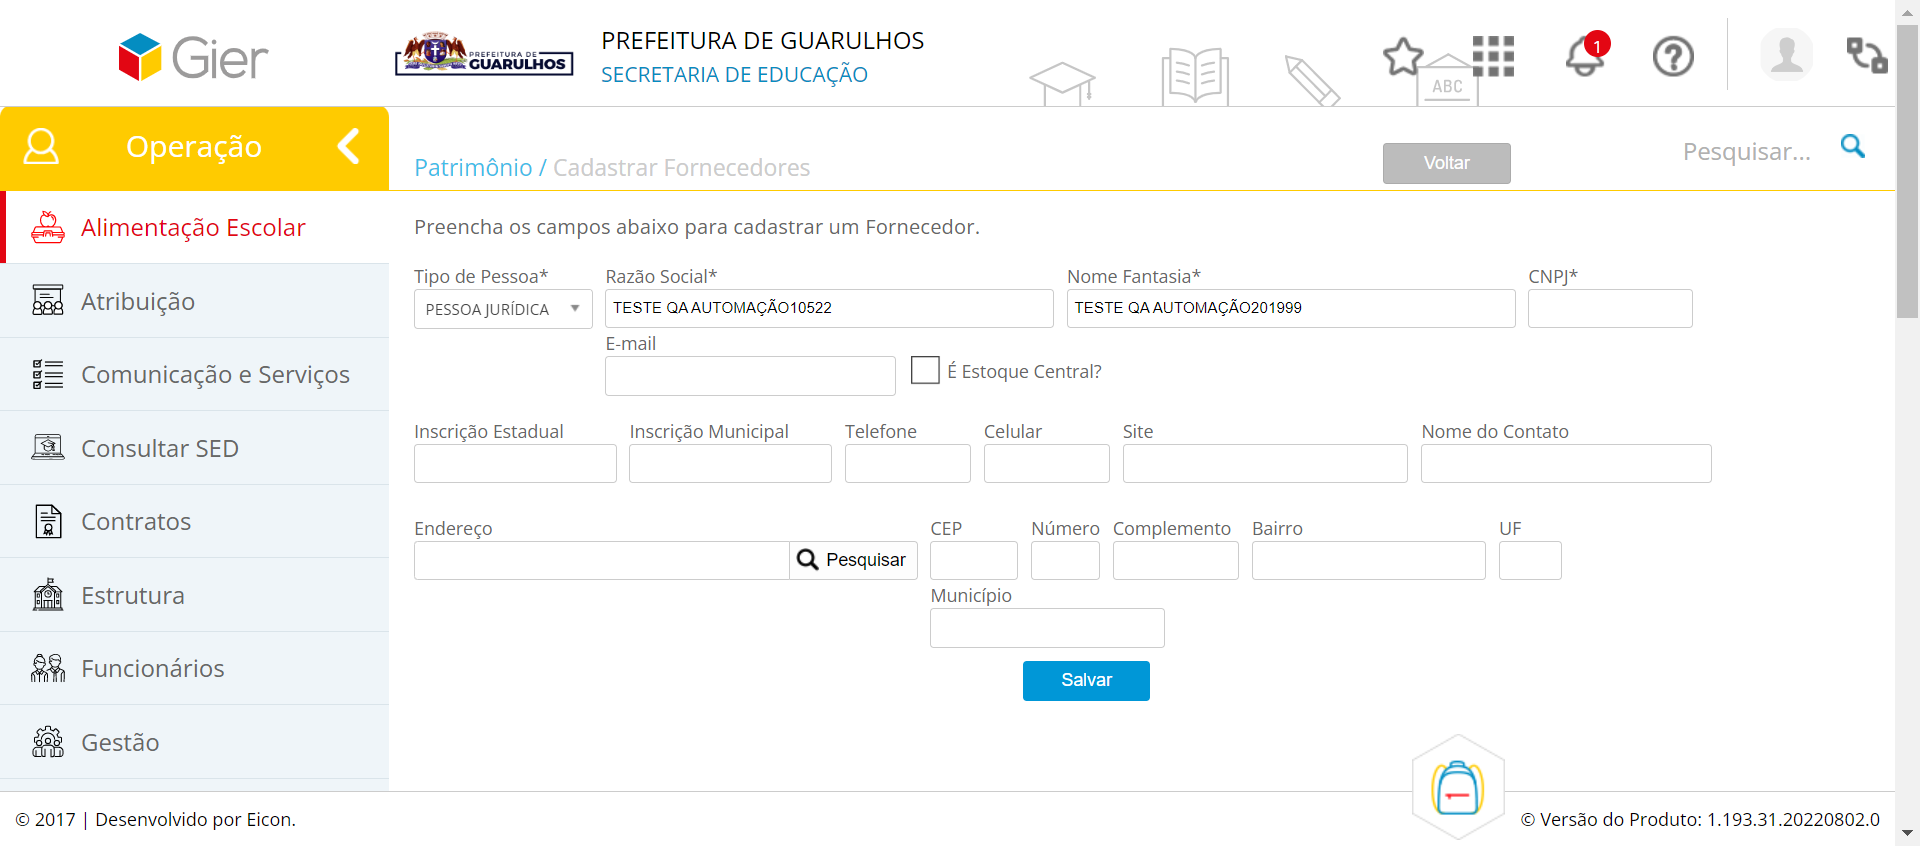 Gier
PREFEITURA DE
GUARULHOS
PREFEITURA DE GUARULHOS
SECRETARIA DE EDUCAÇÃO
ABC
1
Operação
Patrimônio / Cadastrar Fornecedores
Voltar
Pesquisar...
Alimentação Escolar
Atribuição
Comunicação e Serviços
Consultar SED
Contratos
Estrutura
Funcionários
Gestão
Preencha os campos abaixo para cadastrar um Fornecedor.
Tipo de Pessoa* Razão Social* Nome Fantasia* CNPJ*
PESSOA JURÍDICA TESTE QA AUTOMAÇÃO10522 TESTE QA AUTOMAÇÃO201999
E-mail
É Estoque Central?
Inscrição Estadual Inscrição Municipal Telefone Celular Site Nome do Contato
Endereço CEP Número Complemento Bairro UF
Pesquisar
Município
Salvar
© 2017 | Desenvolvido por Eicon.
© Versão do Produto: 1.193.31.20220802.0